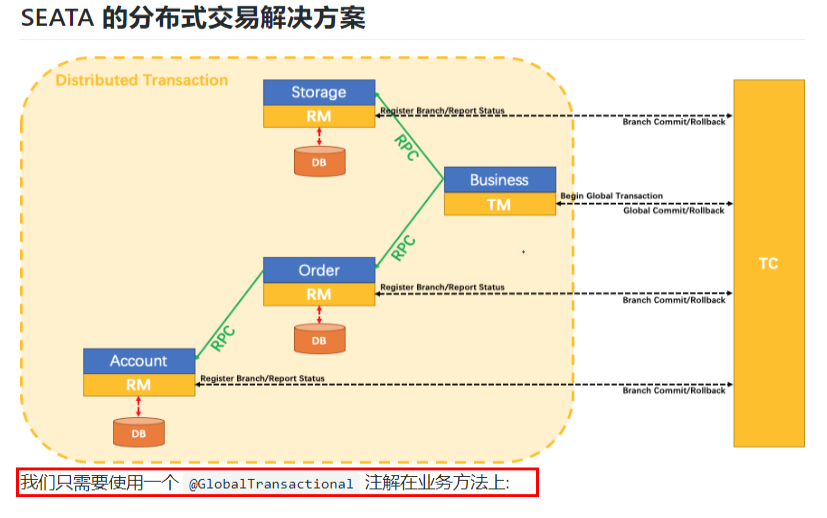 SEATA 的分布式交易解决方案
Distributed Transaction
Storage
RM
DB
Register Branch/Report Status
Branch Commit/Rollback
RPC
Business
TM
Begin Global Transaction
Global Commit/Rollback
TC
RPC
Order
RM
DB
Register Branch/Report Status
Branch Commit/Rollback
RPC
Account
RM
DB
Register Branch/Report Status
Branch Commit/Rollback
我们只需要使用一个 @GlobalTransactional 注解在业务方法上: